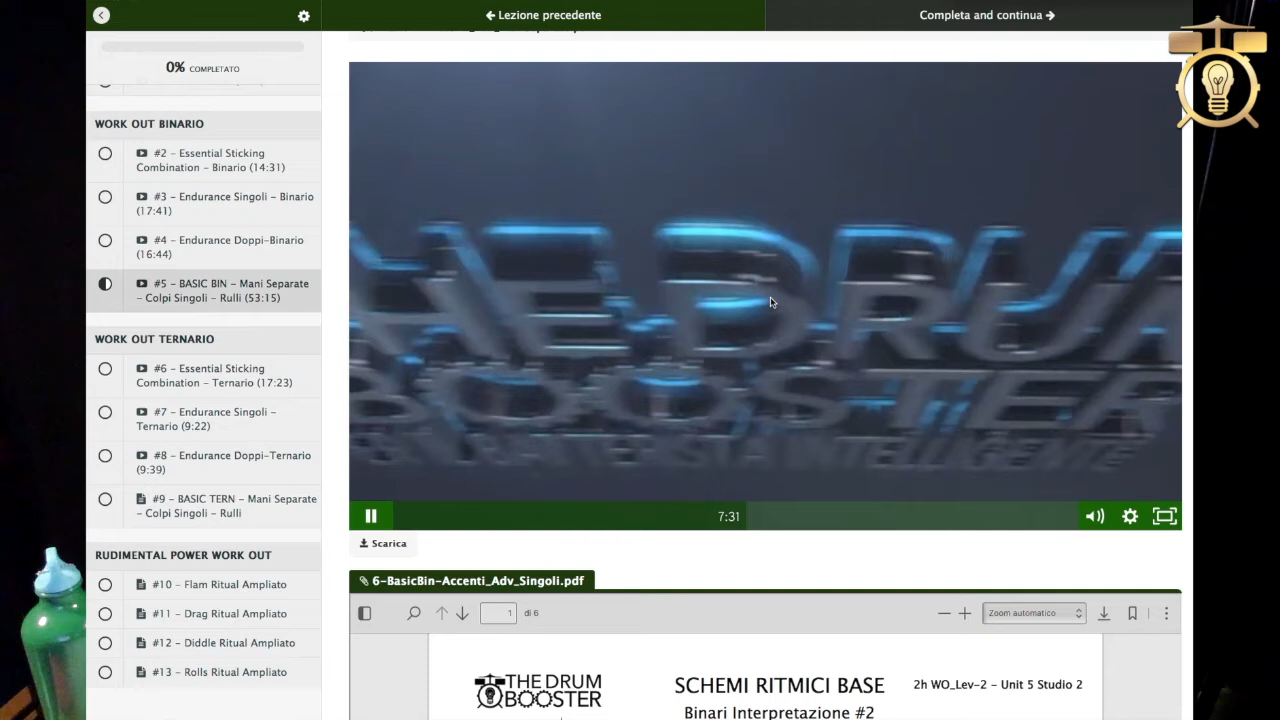 Lezione precedente
Completa and continua
0% COMPLETATO
WORK OUT BINARIO
#2 – Essential Sticking
Combination – Binario (14:31)
#3 – Endurance Singoli – Binario
(17:41)
#4 – Endurance Doppi-Binario
(16:44)
#5 – BASIC BIN – Mani Separate
– Colpi Singoli – Rulli (53:15)
WORK OUT TERNARIO
#6 – Essential Sticking
Combination – Ternario (17:23)
#7 – Endurance Singoli –
Ternario (9:22)
#8 – Endurance Doppi-Ternario
(9:39)
#9 – BASIC TERN – Mani Separate
– Colpi Singoli – Rulli
RUDIMENTAL POWER WORK OUT
#10 – Flam Ritual Ampliato
#11 – Drag Ritual Ampliato
#12 – Diddle Ritual Ampliato
#13 – Rolls Ritual Ampliato
HE DRUM
BOOSTER
BATTERISTA INTELLIGENTE
7:31
Scarica
6-BasicBin-Accenti_Adv_Singoli.pdf
1 di 6
Zoom automatico
THE DRUM
BOOSTER
SCHEMI RITMICI BASE
Binari Interpretazione #2
2h WO_Lev-2 – Unit 5 Studio 2